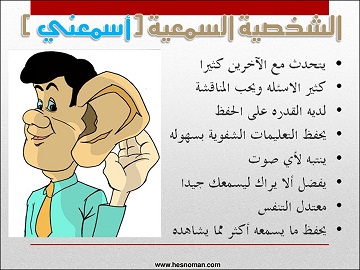 الشخصية السمعية [ أسمعني ]
• يتحدث مع الآخرين كثيرا
• كثير الاسئله ويحب المناقشة
• لديه القدره على الحفظ
• يحفظ التعليمات الشفوية بسهوله
• ينتبه لأي صوت
• يفضل ألا يراك ليسمعك جيدا
• معتدل التنفس
• يحفظ ما يسمعه أكثر مما يشاهده
www.hesnoman.com